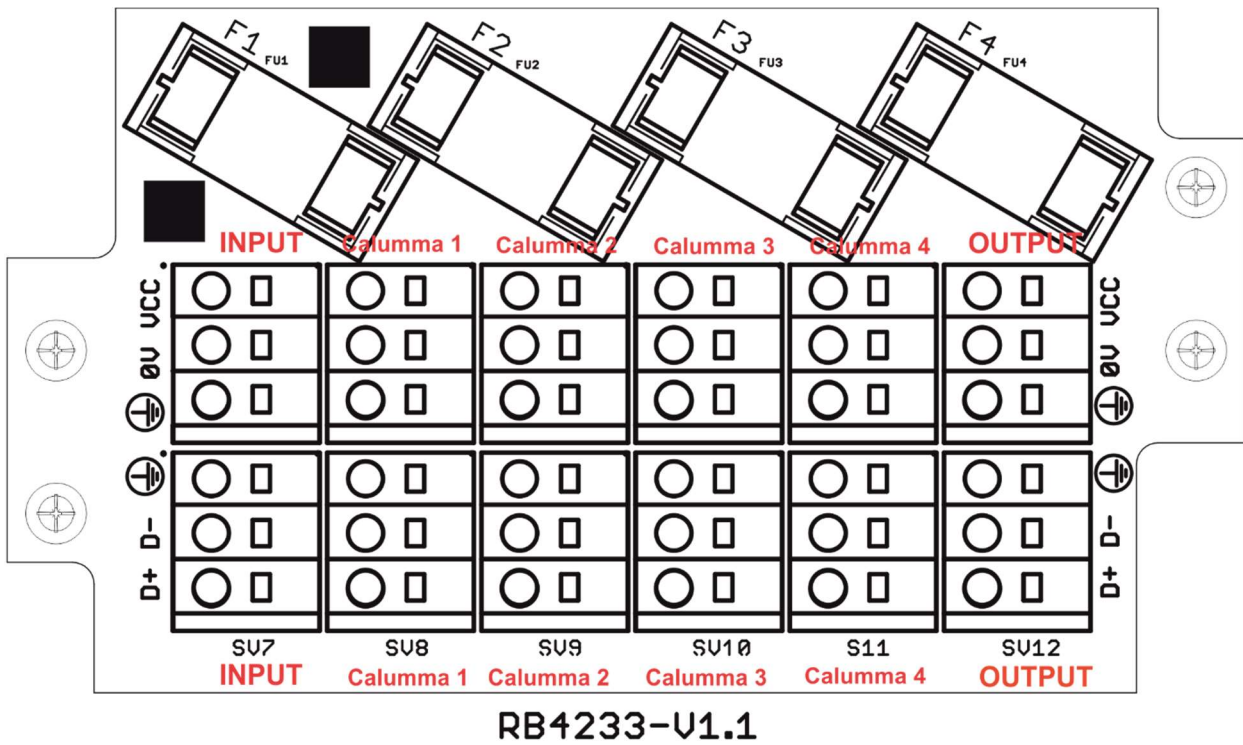 F1 FU1 F2 FU2 F3 FU3 F4 FU4
INPUT Calumma 1 Calumma 2 Calumma 3 Calumma 4 OUTPUT
VCC VCC
0V 0V
D- D-
D+ D+
SV7 SV8 SV9 SV10 S11 SV12
INPUT Calumma 1 Calumma 2 Calumma 3 Calumma 4 OUTPUT
RB4233-V1.1